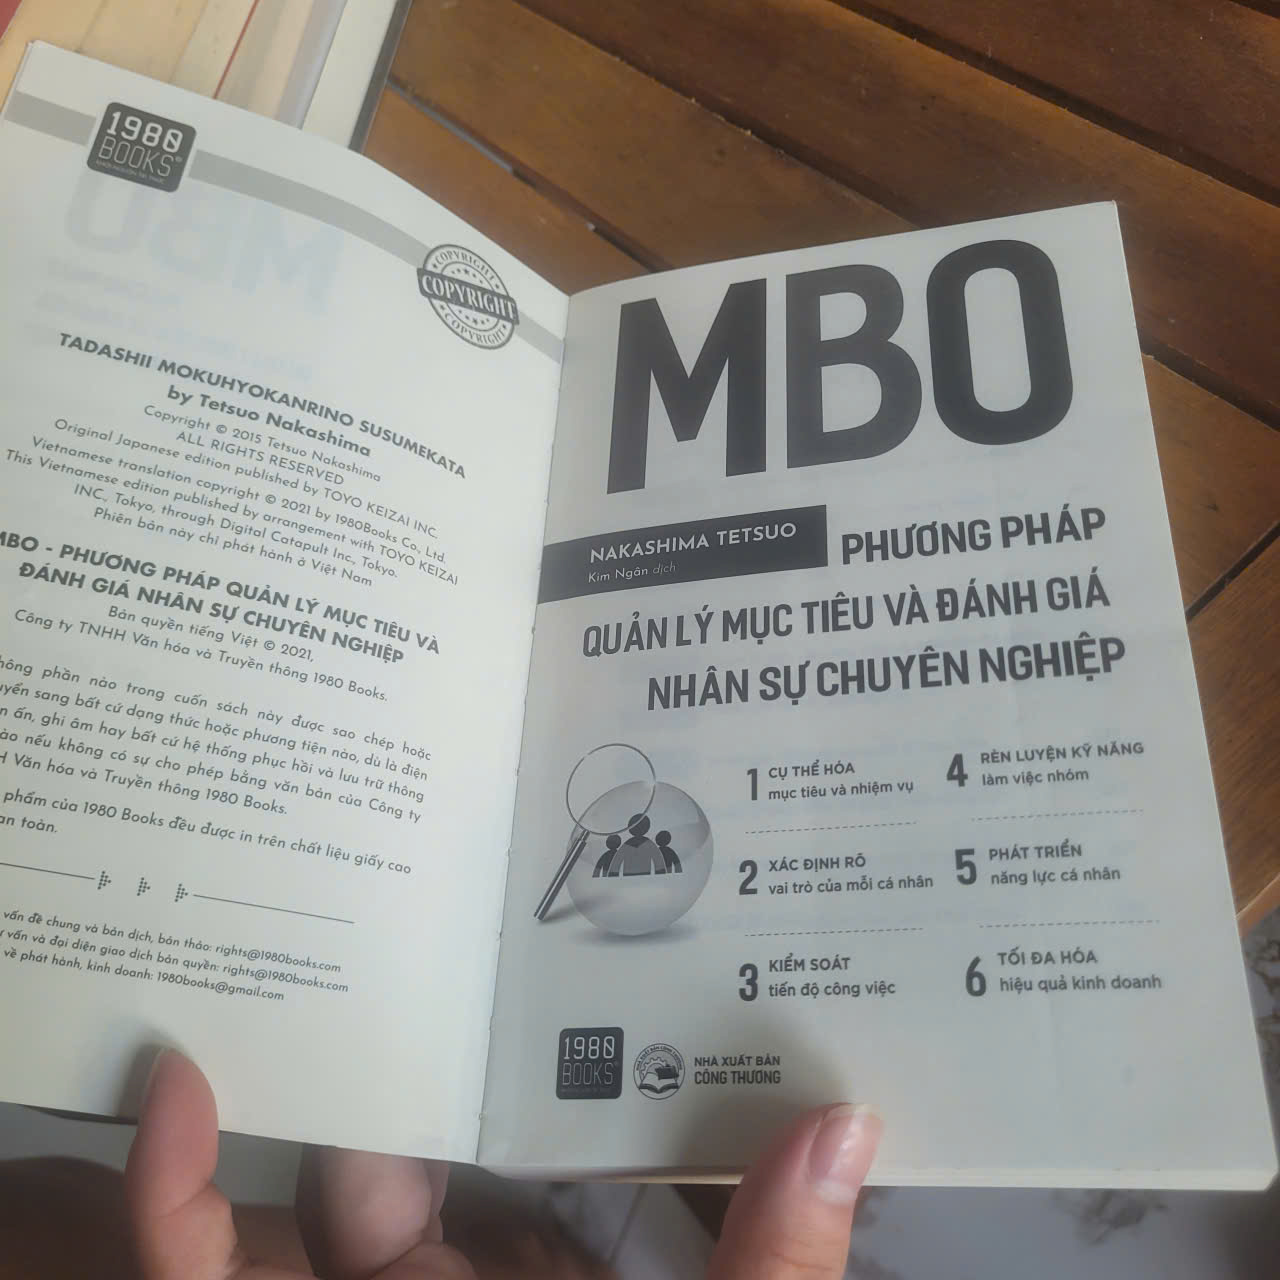 1980
BOOKS
COPYRIGHT
COPYRIGHT
COPYRIGHT
TADASHII MOKUHYOKANRINO SUSUMEKATA
by Tetsuo Nakashima
Copyright © 2015 Tetsuo Nakashima
ALL RIGHTS RESERVED
Original Japanese edition published by TOYO KEIZAI INC.
Vietnamese translation copyright © 2021 by 1980Books Co., Ltd.
This Vietnamese edition published by arrangement with TOYO KEIZAI
INC., Tokyo, through Digital Catapult Inc., Tokyo.
Phiên bản này chỉ phát hành ở Việt Nam
MBO - PHƯƠNG PHÁP QUẢN LÝ MỤC TIÊU VÀ
ĐÁNH GIÁ NHÂN SỰ CHUYÊN NGHIỆP
Bản quyền tiếng Việt © 2021,
Công ty TNHH Văn hóa và Truyền thông 1980 Books.
phần nào trong cuốn sách này được sao chép hoặc
sang bất cứ dạng thức hoặc phương tiện nào, dù là điện
ấn, ghi âm hay bất cứ hệ thống phục hồi và lưu trữ thông
nếu không có sự cho phép bằng văn bản của Công ty
Văn hóa và Truyền thông 1980 Books.
phẩm của 1980 Books đều được in trên chất liệu giấy cao
toàn.
vấn đề chung và bản dịch, bản thảo: rights@1980books.com
vấn và đại diện giao dịch bản quyền: rights@1980books.com
về phát hành, kinh doanh: 1980books@gmail.com
MBO
NAKASHIMA TETSUO
Kim Ngân dịch
PHƯƠNG PHÁP
QUẢN LÝ MỤC TIÊU VÀ ĐÁNH GIÁ
NHÂN SỰ CHUYÊN NGHIỆP
1 CỤ THỂ HÓA
mục tiêu và nhiệm vụ
2 XÁC ĐỊNH RÕ
vai trò của mỗi cá nhân
3 KIỂM SOÁT
tiến độ công việc
4 RÈN LUYỆN KỸ NĂNG
làm việc nhóm
5 PHÁT TRIỂN
năng lực cá nhân
6 TỐI ĐA HÓA
hiệu quả kinh doanh
1980
BOOKS
NHÀ XUẤT BẢN
CÔNG THƯƠNG